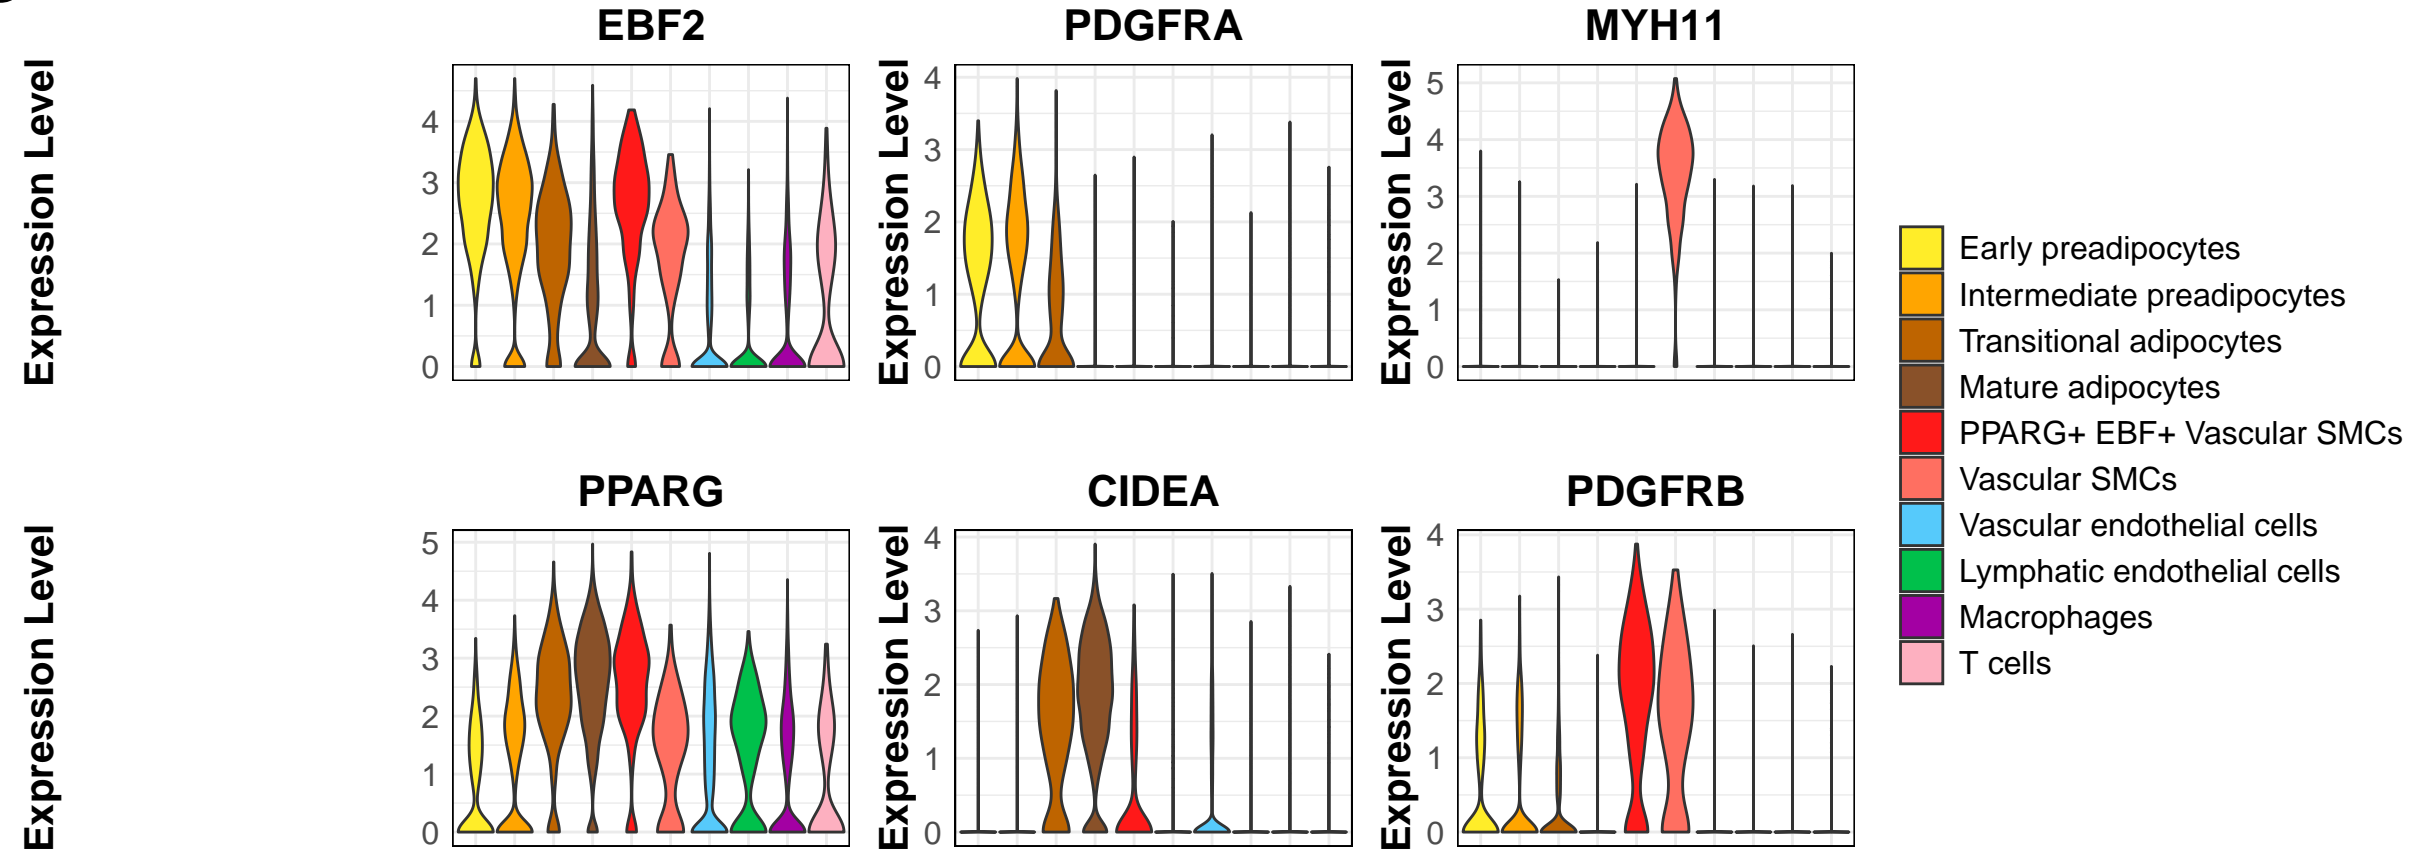 EBF2
PDGFRA
MYH11
Expression Level
4
3
2
1
0
Expression Level
4
3
2
1
0
Expression Level
5
4
3
2
1
0
PPARG
CIDEA
PDGFRB
Expression Level
5
4
3
2
1
0
Expression Level
4
3
2
1
0
Expression Level
4
3
2
1
0
Early preadipocytes
Intermediate preadipocytes
Transitional adipocytes
Mature adipocytes
PPARG+ EBF+ Vascular SMCs
Vascular SMCs
Vascular endothelial cells
Lymphatic endothelial cells
Macrophages
T cells